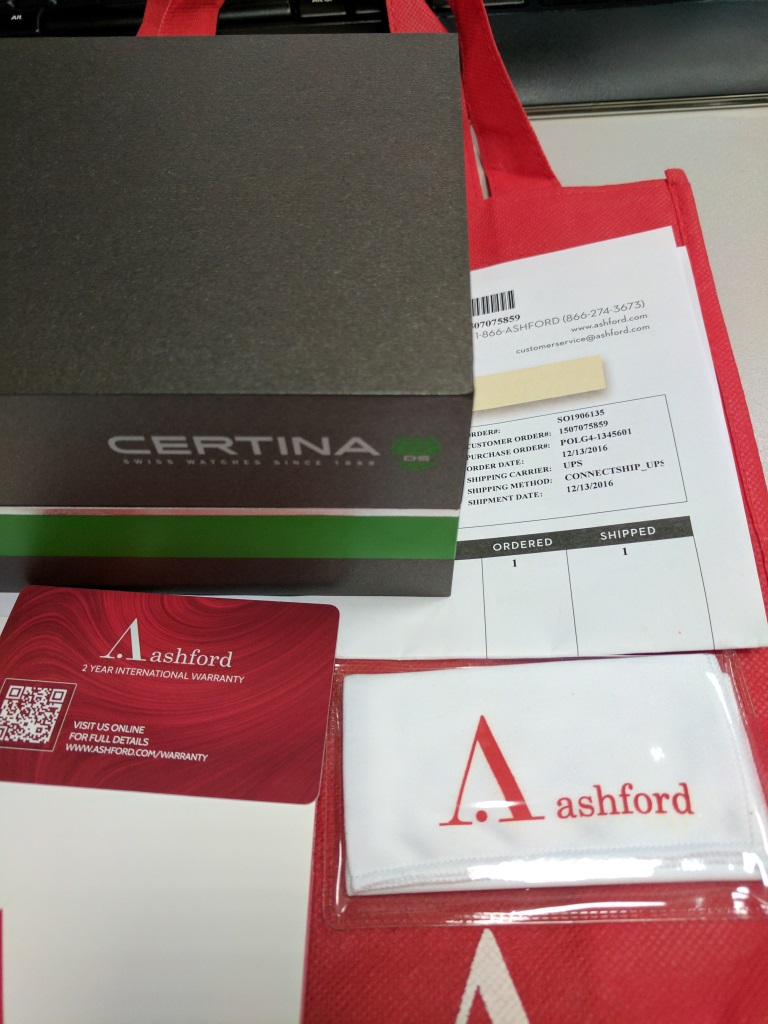 CERTINA
SWISS WATCHES SINCE 1888
DS
07075859
1-866-ASHFORD (866-274-3673)
www.ashford.com
customerservice@ashford.com
ORDER#: SO1906135
CUSTOMER ORDER#: 1507075859
PURCHASE ORDER#: POLG4-1345601
ORDER DATE: 12/13/2016
SHIPPING CARRIER: UPS
SHIPPING METHOD: CONNECTSHIP_UPS
SHIPMENT DATE: 12/13/2016
ORDERED SHIPPED
1 1
A ashford
2 YEAR INTERNATIONAL WARRANTY
VISIT US ONLINE
FOR FULL DETAILS
WWW.ASHFORD.COM/WARRANTY
A ashford